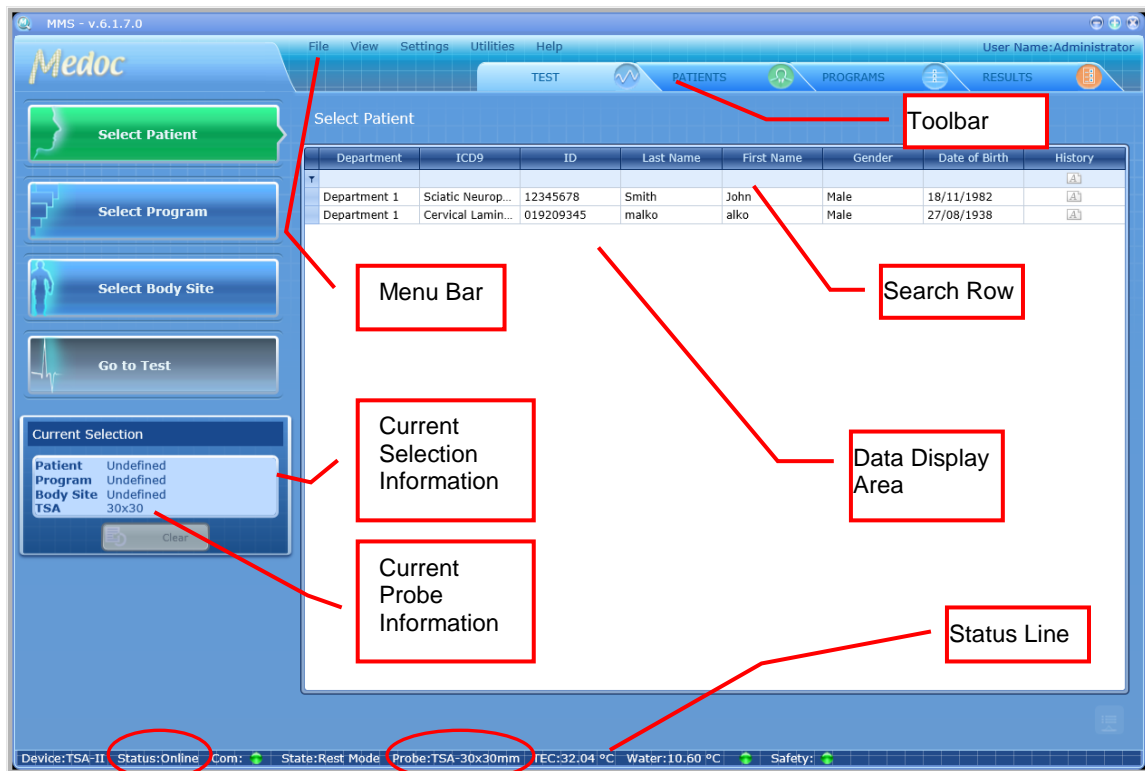 MMS - v.6.1.7.0
Medoc
File View Settings Utilities Help
User Name:Administrator
TEST PATIENTS PROGRAMS RESULTS
Toolbar
Select Patient
Select Patient
Department ICD9 ID Last Name First Name Gender Date of Birth History
Department 1 Sciatic Neurop... 12345678 Smith John Male 18/11/1982
Department 1 Cervical Lamin... 019209345 malko alko Male 27/08/1938
Select Program
Select Body Site
Go to Test
Menu Bar
Search Row
Current
Selection
Information
Data Display
Area
Current Selection
Patient Undefined
Program Undefined
Body Site Undefined
TSA 30x30
Clear
Current
Probe
Information
Status Line
Device:TSA-II Status:Online Com: State:Rest Mode Probe:TSA-30x30mm TEC:32.04 °C Water:10.60 °C Safety: